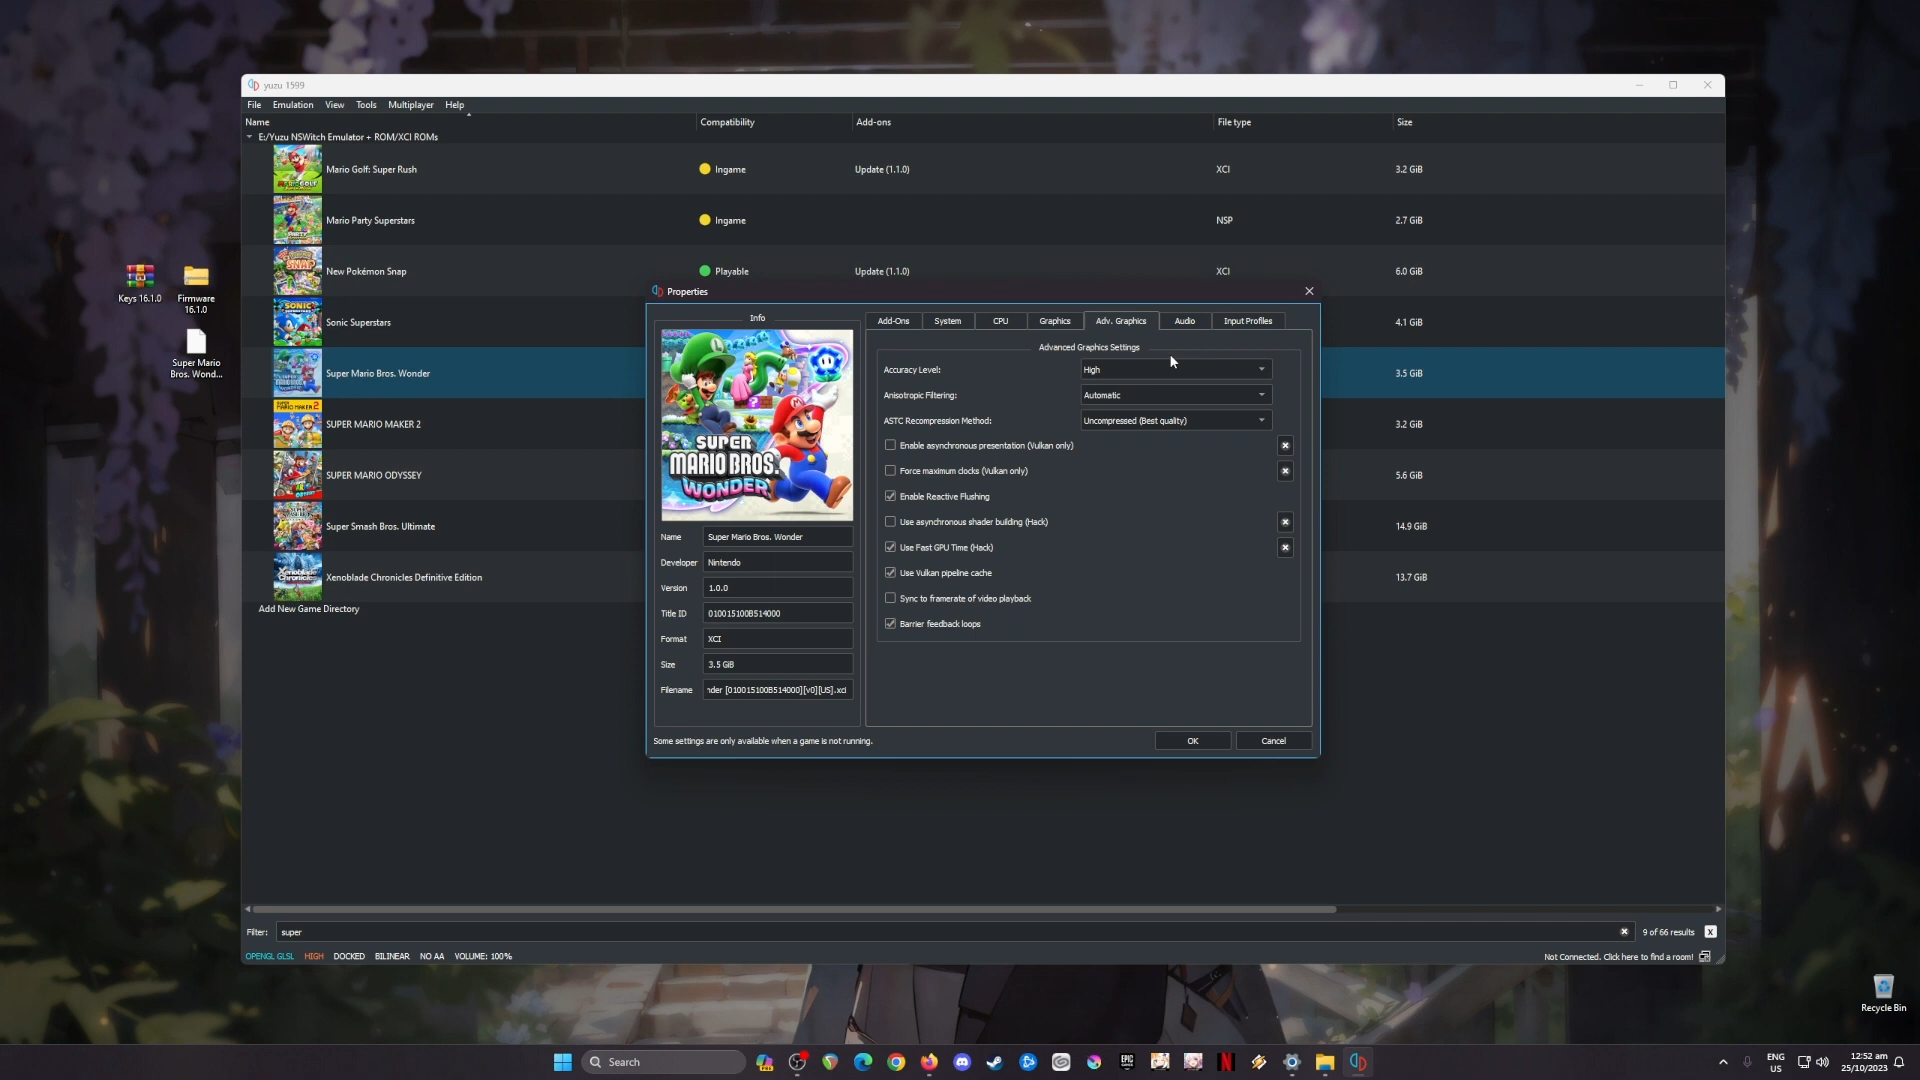 yuzu 1599
File Emulation View Tools Multiplayer Help
Name Compatibility Add-ons File type Size
E:/Yuzu NSWitch Emulator + ROM/XCI ROMs
Mario Golf: Super Rush Ingame Update (1.1.0) XCI 3.2 GiB
Mario Party Superstars Ingame NSP 2.7 GiB
New Pokémon Snap Playable Update (1.1.0) XCI 6.0 GiB
Sonic Superstars 4.1 GiB
Super Mario Bros. Wonder 3.5 GiB
SUPER MARIO MAKER 2 3.2 GiB
SUPER MARIO ODYSSEY 5.6 GiB
Super Smash Bros. Ultimate 14.9 GiB
Xenoblade Chronicles Definitive Edition 13.7 GiB
Add New Game Directory
Keys 16.1.0
Firmware
16.1.0
Super Mario
Bros. Wond...
Properties
Info
SUPER
MARIO BROS.
WONDER
Name Super Mario Bros. Wonder
Developer Nintendo
Version 1.0.0
Title ID 010015100B514000
Format XCI
Size 3.5 GiB
Filename nder [010015100B514000][v0][US].xci
Add-Ons System CPU Graphics Adv. Graphics Audio Input Profiles
Advanced Graphics Settings
Accuracy Level: High
Anisotropic Filtering: Automatic
ASTC Recompression Method: Uncompressed (Best quality)
Enable asynchronous presentation (Vulkan only)
Force maximum clocks (Vulkan only)
Enable Reactive Flushing
Use asynchronous shader building (Hack)
Use Fast GPU Time (Hack)
Use Vulkan pipeline cache
Sync to framerate of video playback
Barrier feedback loops
Some settings are only available when a game is not running.
OK Cancel
Filter: super 9 of 66 results X
OPENGL GLSL HIGH DOCKED BILINEAR NO AA VOLUME: 100%
Not Connected. Click here to find a room!
Recycle Bin
Search
ENG
US
12:52 am
25/10/2023